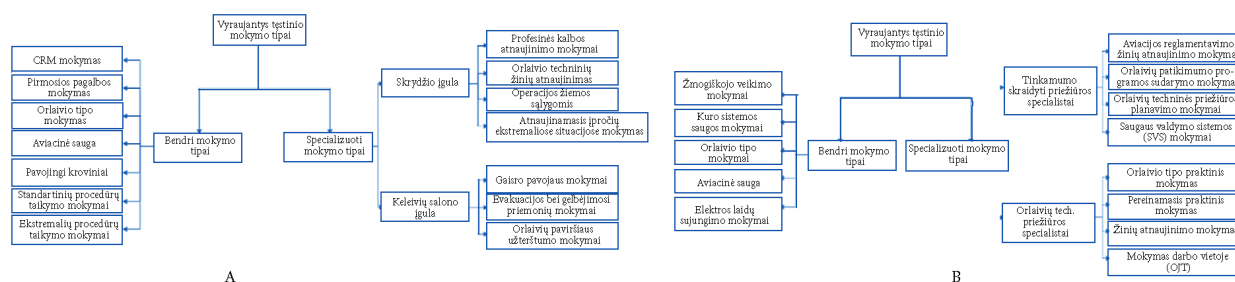 Vyraujantys tęstinio
mokymo tipai
CRM mokymas
Pirmosios pagalbos
mokymas
Orlaivio tipo
mokymas
Aviacinė sauga
Pavojingi kroviniai
Standartinių procedūrų
taikymo mokymai
Ekstremalių procedūrų
taikymo mokymai
Bendri mokymo
tipai
Specializuoti
mokymo tipai
Skrydžio įgula
Profesinės kalbos
atnaujinimo mokymai
Orlaivio techninių
žinių atnaujinimas
Operacijos žiemos
sąlygomis
Atnaujinamasis įpročių
ekstremaliose situacijose mokymas
Keleivių salono
įgula
Gaisro pavojaus mokymai
Evakuacijos bei gelbėjimosi
priemonių mokymai
Orlaivių paviršiaus
užterštumo mokymai
A
Vyraujantys tęstinio
mokymo tipai
Žmogiškojo veikimo
mokymai
Kuro sistemos
saugos mokymai
Orlaivio tipo
mokymai
Aviacinė sauga
Elektros laidų
sujungimo mokymai
Bendri mokymo
tipai
Specializuoti mokymo
tipai
Tinkamumo
skraidyti priežiūros
specialistai
Aviacijos reglamentavimo
žinių atnaujinimo mokymai
Orlaivių patikimumo pro-
gramos sudarymo mokymai
Orlaivių techninės priežiūros
planavimo mokymai
Saugaus valdymo sistemos
(SVS) mokymai
Orlaivių tech.
priežiūros
specialistai
Orlaivio tipo praktinis
mokymas
Pereinamasis praktinis
mokymas
Žinių atnaujinimo mokymas
Mokymas darbo vietoje
(OJT)
B